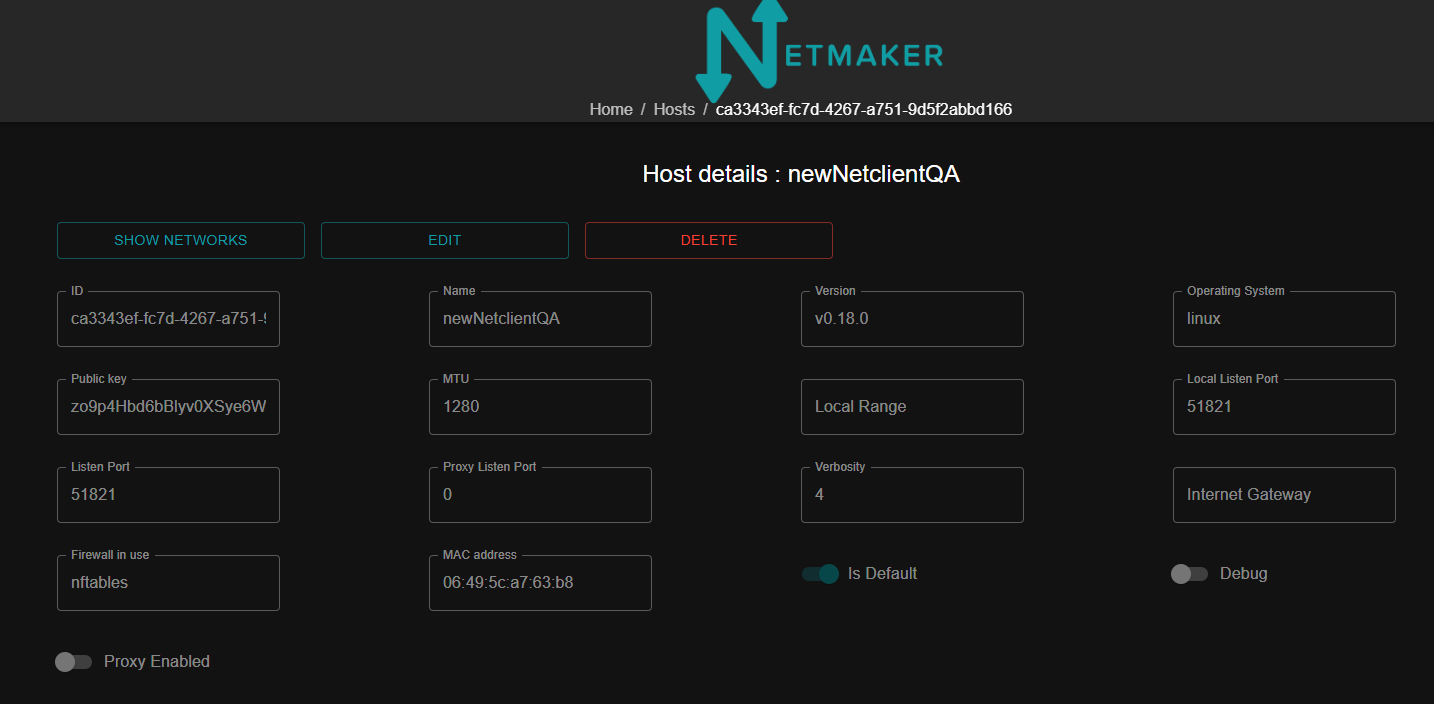 NETMAKER
Home / Hosts / ca3343ef-fc7d-4267-a751-9d5f2abbd166
Host details : newNetclientQA
SHOW NETWORKS EDIT DELETE
ID Name Version Operating System
ca3343ef-fc7d-4267-a751- newNetclientQA v0.18.0 linux
Public key MTU Local Listen Port
zo9p4Hbd6bBlyv0XSye6W 1280 Local Range 51821
Listen Port Proxy Listen Port Verbosity
51821 0 4 Internet Gateway
Firewall in use MAC address
nftables 06:49:5c:a7:63:b8 Is Default Debug
Proxy Enabled